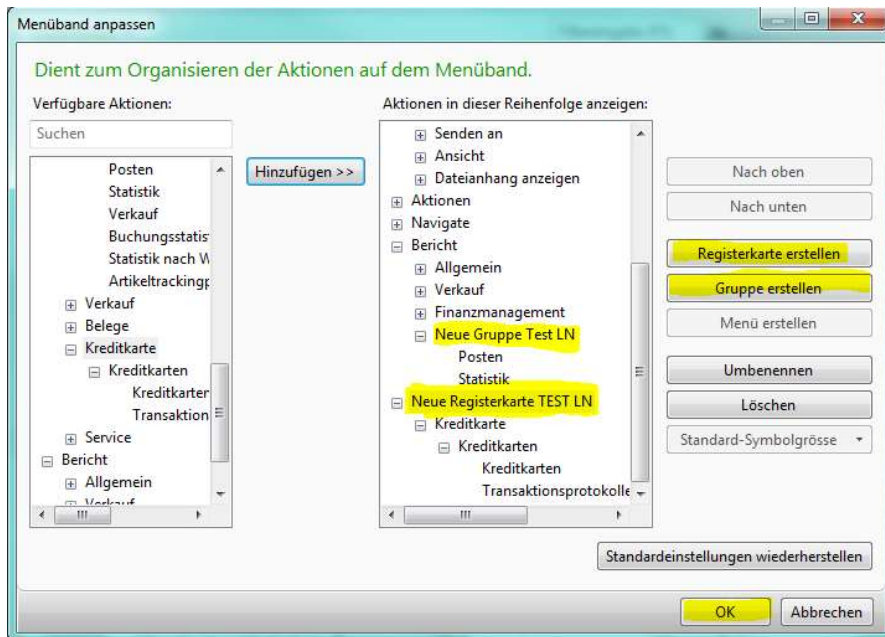 Menüband anpassen
Dient zum Organisieren der Aktionen auf dem Menüband.
Verfügbare Aktionen:
Suchen
Posten
Statistik
Verkauf
Buchungsstatis
Statistik nach W
Artikeltrackingp
Verkauf
Belege
Kreditkarte
Kreditkarten
Kreditkarten
Transaktion
Service
Bericht
Allgemein
Verkauf
Hinzufügen >>
Aktionen in dieser Reihenfolge anzeigen:
Senden an
Ansicht
Dateianhang anzeigen
Aktionen
Navigate
Bericht
Allgemein
Verkauf
Finanzmanagement
Neue Gruppe Test LN
Posten
Statistik
Neue Registerkarte TEST LN
Kreditkarte
Kreditkarten
Kreditkarten
Transaktionsprotokolle
Nach oben
Nach unten
Registerkarte erstellen
Gruppe erstellen
Menü erstellen
Umbenennen
Löschen
Standard-Symbolgrösse
Standardeinstellungen wiederherstellen
OK
Abbrechen